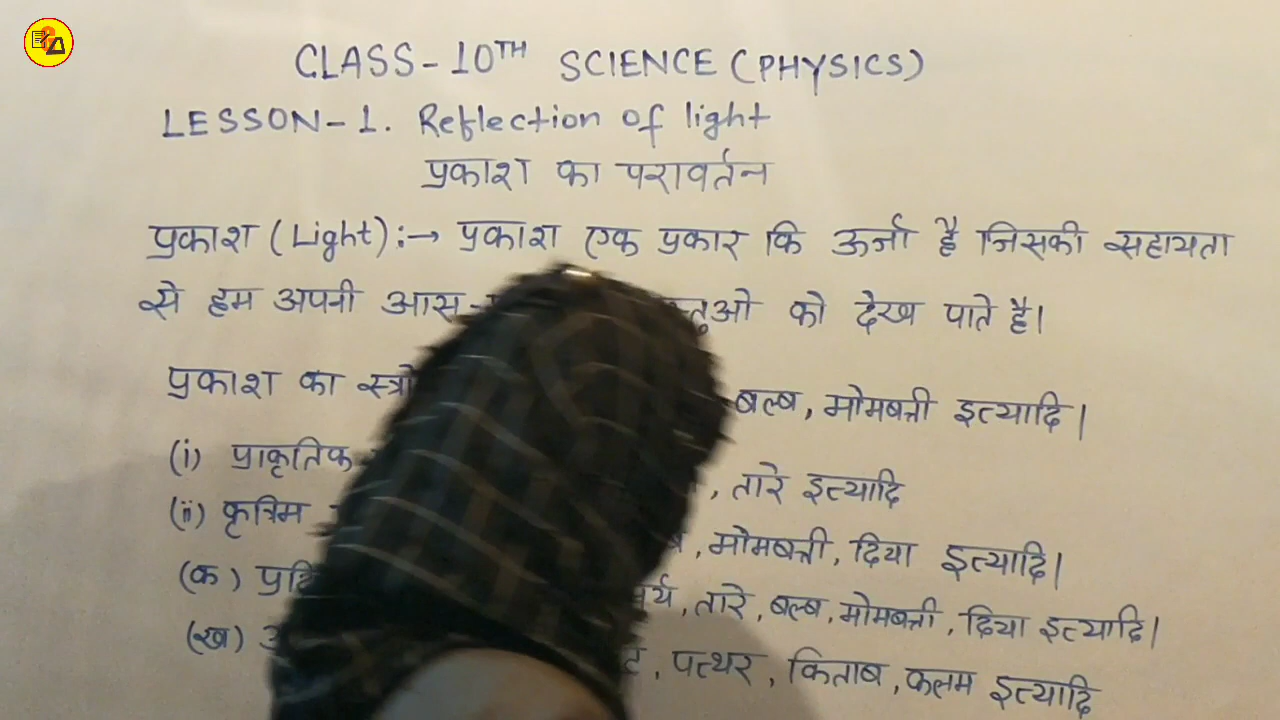 CLASS-10TH SCIENCE (PHYSICS)
LESSON-1. Reflection of light
प्रकाश का परावर्तन
प्रकाश (Light):→ प्रकाश एक प्रकार कि ऊर्जा है जिसकी सहायता
से हम अपनी आस- को देख पाते है।
प्रकाश का बल्ब, मोमबत्ती इत्यादि।
(i) प्राकृतिक , तारे इत्यादि
(ii) कृत्रिम , मोमबत्ती, दिया इत्यादि।
(क) , तारे, बल्ब, मोमबत्ती, दिया इत्यादि।
(ख) , पत्थर, किताब, कलम इत्यादि